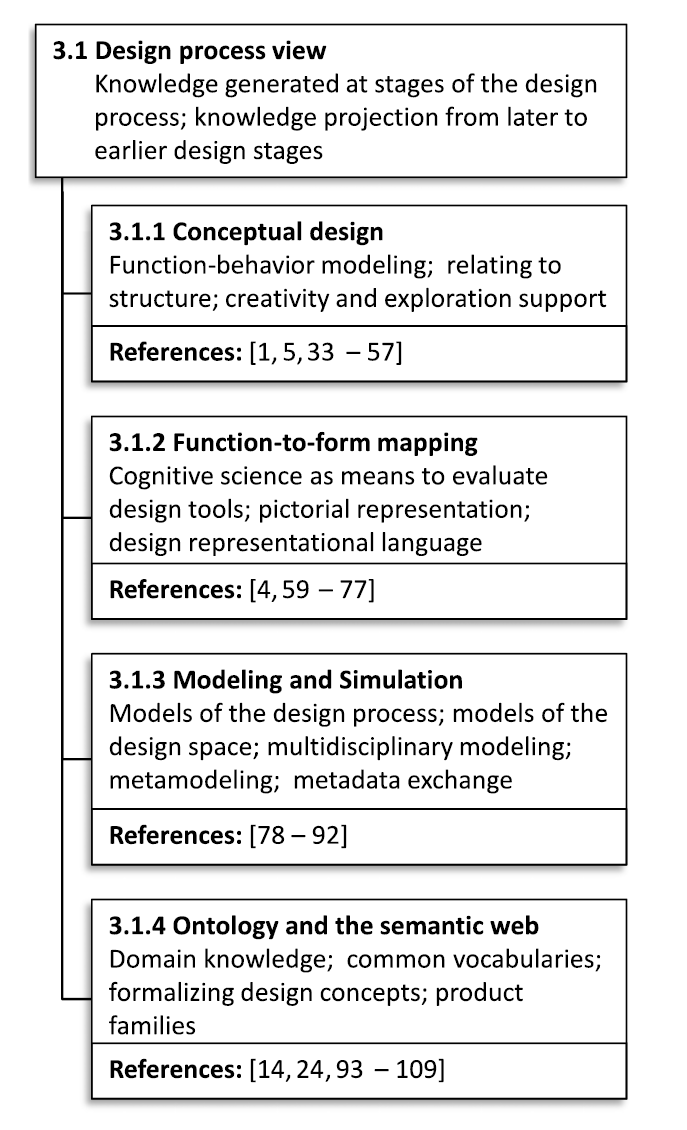 3.1 Design process view
Knowledge generated at stages of the design
process; knowledge projection from later to
earlier design stages
3.1.1 Conceptual design
Function-behavior modeling; relating to
structure; creativity and exploration support
References: [1, 5, 33 – 57]
3.1.2 Function-to-form mapping
Cognitive science as means to evaluate
design tools; pictorial representation;
design representational language
References: [4, 59 – 77]
3.1.3 Modeling and Simulation
Models of the design process; models of the
design space; multidisciplinary modeling;
metamodeling; metadata exchange
References: [78 – 92]
3.1.4 Ontology and the semantic web
Domain knowledge; common vocabularies;
formalizing design concepts; product
families
References: [14, 24, 93 – 109]